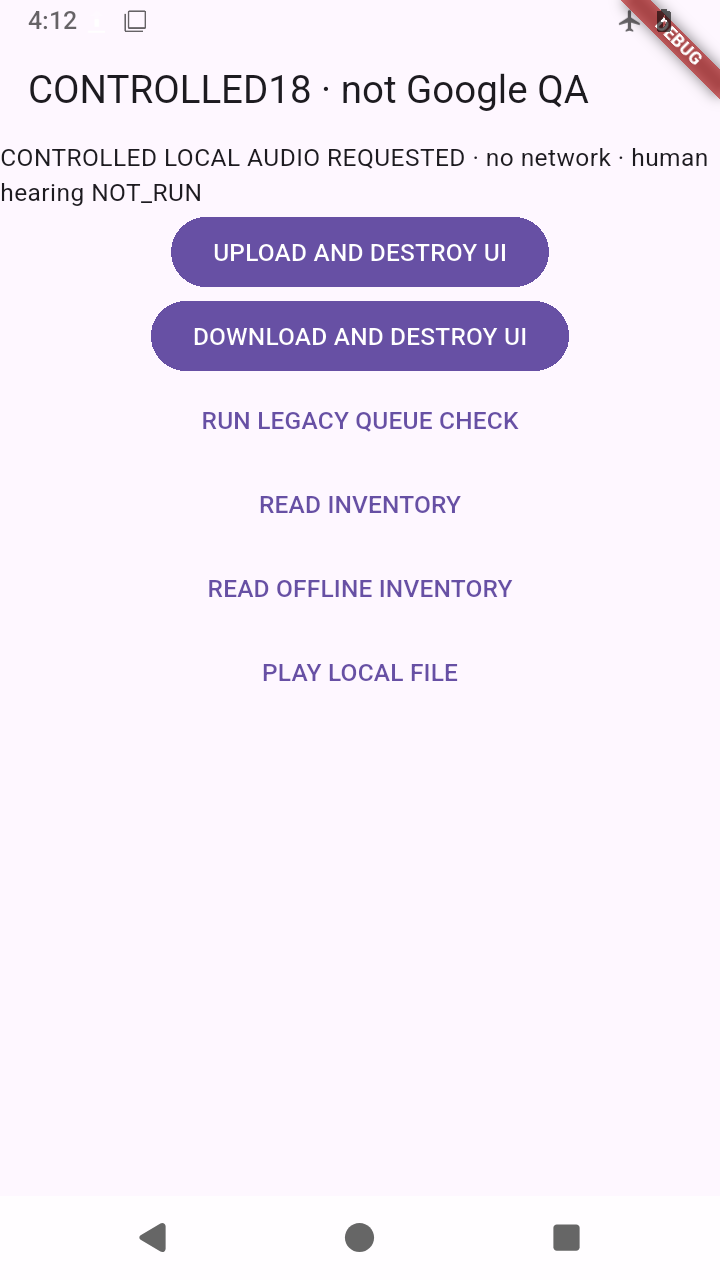 4:12
DEBUG
CONTROLLED18 · not Google QA
CONTROLLED LOCAL AUDIO REQUESTED · no network · human
hearing NOT_RUN
UPLOAD AND DESTROY UI
DOWNLOAD AND DESTROY UI
RUN LEGACY QUEUE CHECK
READ INVENTORY
READ OFFLINE INVENTORY
PLAY LOCAL FILE